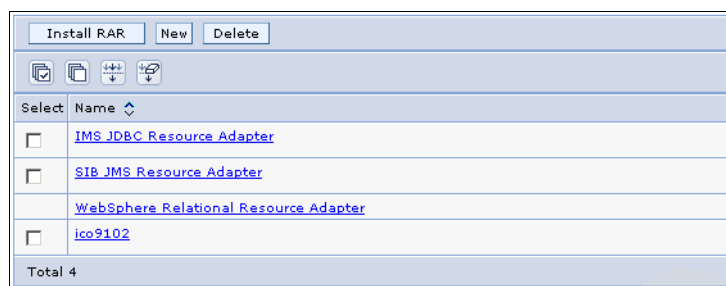 Install RAR New Delete
Select Name
IMS JDBC Resource Adapter
SIB JMS Resource Adapter
WebSphere Relational Resource Adapter
ico9102
Total 4